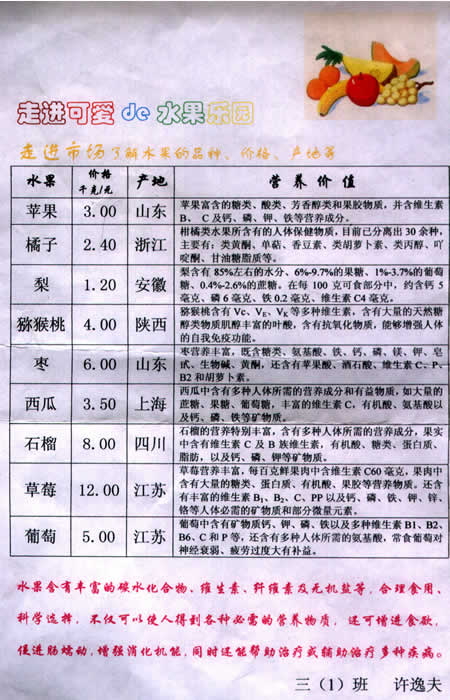 走进可爱de水果乐园
走进市场了解水果的品种、价格、产地等
水果 价格 千克/元 产地 营养价值
苹果 3.00 山东 苹果富含的糖类、酸类、芳香醇类和果胶物质，并含维生素
B、C及钙、磷、钾、铁等营养成分。
橘子 2.40 浙江 柑橘类水果所含有的人体保健物质，目前已分离出30余种，
主要有：类黄酮、单萜、香豆素、类胡萝卜素、类丙醇、吖
啶酮、甘油糖脂质等。
梨 1.20 安徽 梨含有85%左右的水分、6%-9.7%的果糖、1%-3.7%的葡萄
糖、0.4%-2.6%的蔗糖。在每100克可食部分中，约含钙5
毫克、磷6毫克、铁0.2毫克、维生素C4毫克。
猕猴桃 4.00 陕西 猕猴桃含有Vc、VE、VF等多种维生素，含有大量的天然糖
醇类物质肌醇丰富的叶酸，含有抗氧化物质，能够增强人体
的自我免疫功能。
枣 6.00 山东 枣营养丰富，既含糖类、氨基酸、铁、钙、磷、镁、钾、皂
甙、生物碱、黄酮，还含有苹果酸、酒石酸、维生素C、P、
B2和胡萝卜素。
西瓜 3.50 上海 西瓜中含有多种人体所需的营养成分和有益物质，如大量的
蔗糖、果糖、葡萄糖，丰富的维生素C，有机酸、氨基酸以
及钙、磷、铁等矿物质。
石榴 8.00 四川 石榴的营养特别丰富，含有多种人体所需的营养成分，果实
中含有维生素C及B族维生素，有机酸、糖类、蛋白质、
脂肪，以及钙、磷、钾等矿物质。
草莓 12.00 江苏 草莓营养丰富，每百克鲜果肉中含维生素C60毫克，果肉中
含有大量的糖类、蛋白质、有机酸、果胶等营养物质。还含
有丰富的维生素B1、B2、C、PP以及钙、磷、铁、钾、锌、
铬等人体必需的矿物质和部分微量元素。
葡萄 5.00 江苏 葡萄中含有矿物质钙、钾、磷、铁以及多种维生素B1、B2、
B6、C和P等，还含有多种人体所需的氨基酸，常食葡萄对
神经衰弱、疲劳过度大有补益。
水果含有丰富的碳水化合物、维生素、纤维素及无机盐等，合理食用、
科学选择，不仅可以使人得到各种必需的营养物质，还可增进食欲，
促进肠蠕动，增强消化机能，同时还能帮助治疗或辅助治疗多种疾病。
三（1）班 许逸夫